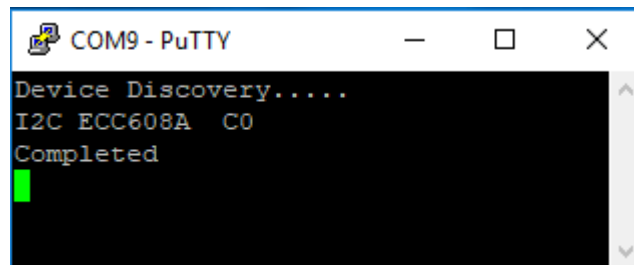 COM9 - PuTTY
Device Discovery.....
I2C ECC608A  C0
Completed